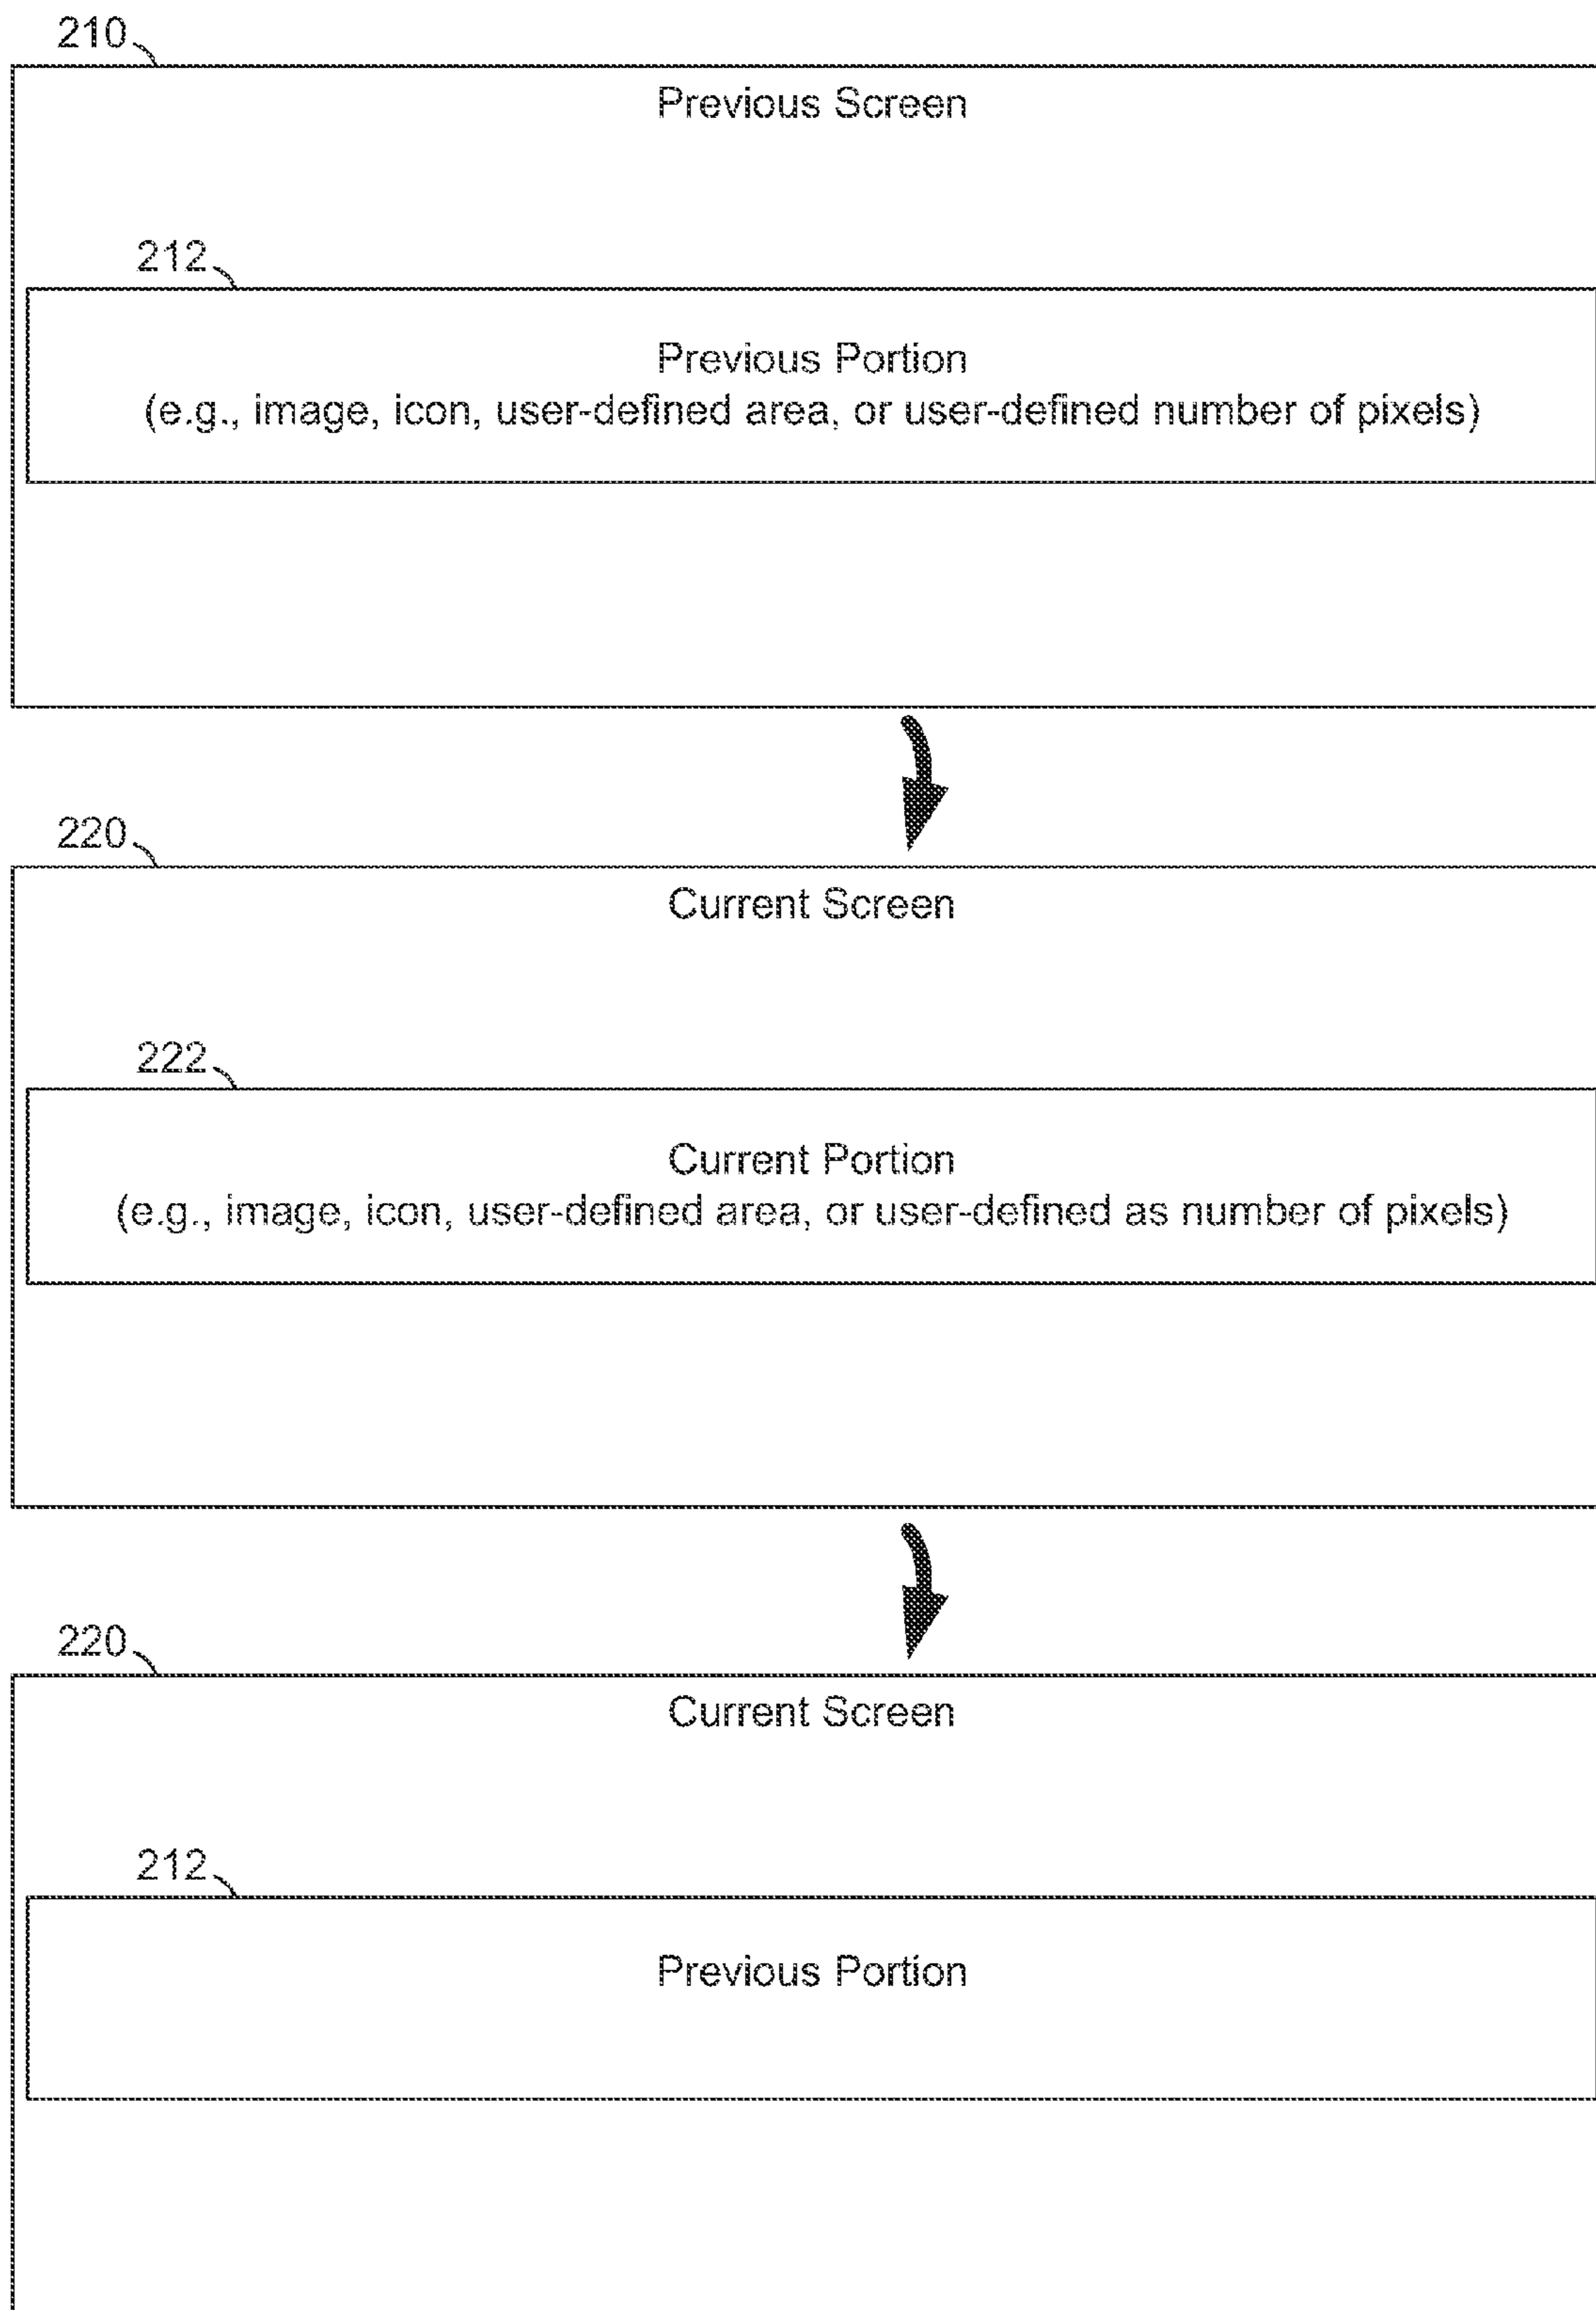 210
Previous Screen
212
Previous Portion
(e.g., image, icon, user-defined area, or user-defined number of pixels)
220
Current Screen
222
Current Portion
(e.g., image, icon, user-defined area, or user-defined as number of pixels)
220
Current Screen
212
Previous Portion